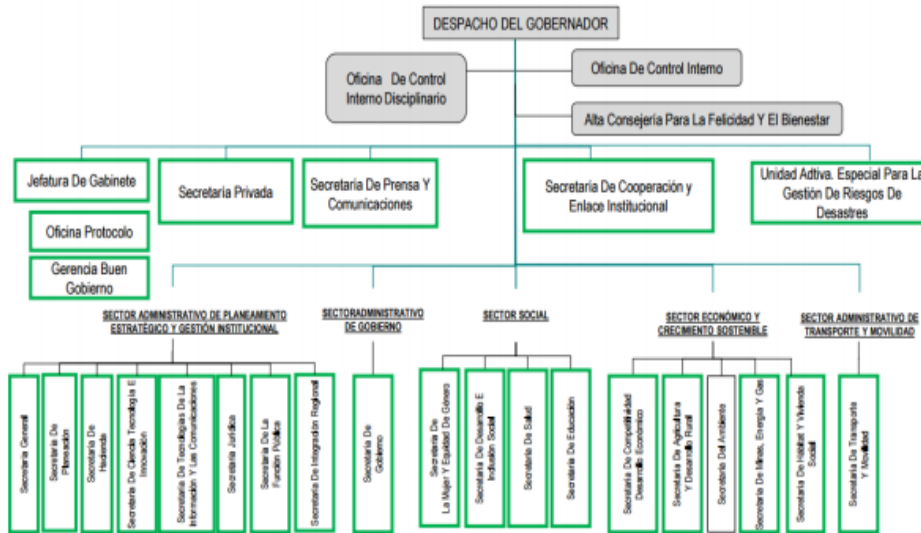 DESPACHO DEL GOBERNADOR
Oficina De Control
Interno Disciplinario
Oficina De Control Interno
Alta Consejería Para La Felicidad Y El Bienestar
Jefatura De Gabinete
Secretaría Privada
Secretaría De Prensa Y
Comunicaciones
Secretaría De Cooperación y
Enlace Institucional
Unidad Adtiva. Especial Para La
Gestión De Riesgos De
Desastres
Oficina Protocolo
Gerencia Buen
Gobierno
SECTOR ADMINISTRATIVO DE PLANEAMIENTO
ESTRATÉGICO Y GESTIÓN INSTITUCIONAL
SECTORADMINISTRATIVO
DE GOBIERNO
SECTOR SOCIAL
SECTOR ECONÓMICO Y
CRECIMIENTO SOSTENIBLE
SECTOR ADMINISTRATIVO DE
TRANSPORTE Y MOVILIDAD
Secretaría General
Secretaría De
Planeación
Secretaría De
Hacienda
Secretaría De Ciencia Tecnología E
Innovación
Secretaría De Tecnologías De La
Información Y Las Comunicaciones
Secretaría Jurídica
Secretaría De La
Función Pública
Secretaría De Integración Regional
Secretaría De
Gobierno
Secretaría De
La Mujer Y Equidad De Género
Secretaría De Desarrollo E
Inclusión Social
Secretaría De Salud
Secretaría De Educación
Secretaría De Competitividad
Desarrollo Económico
Secretaría De Agricultura
Y Desarrollo Rural
Secretaría Del Ambiente
Secretaría De Minas, Energía Y Gas
Secretaría De Hábitat Y Vivienda
Social
Secretaría De Transporte
Y Movilidad